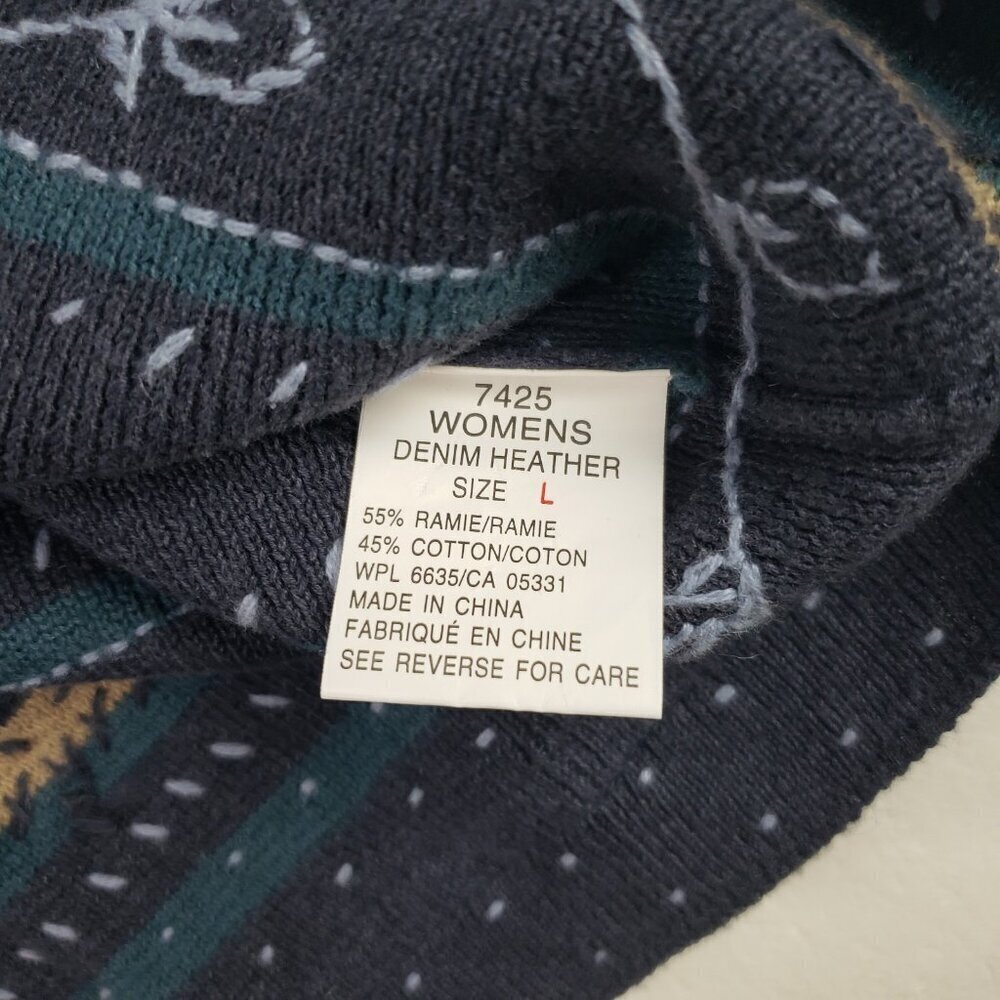 7425
WOMENS
DENIM HEATHER
SIZE L
55% RAMIE/RAMIE
45% COTTON/COTON
WPL 6635/CA 05331
MADE IN CHINA
FABRIQUÉ EN CHINE
SEE REVERSE FOR CARE